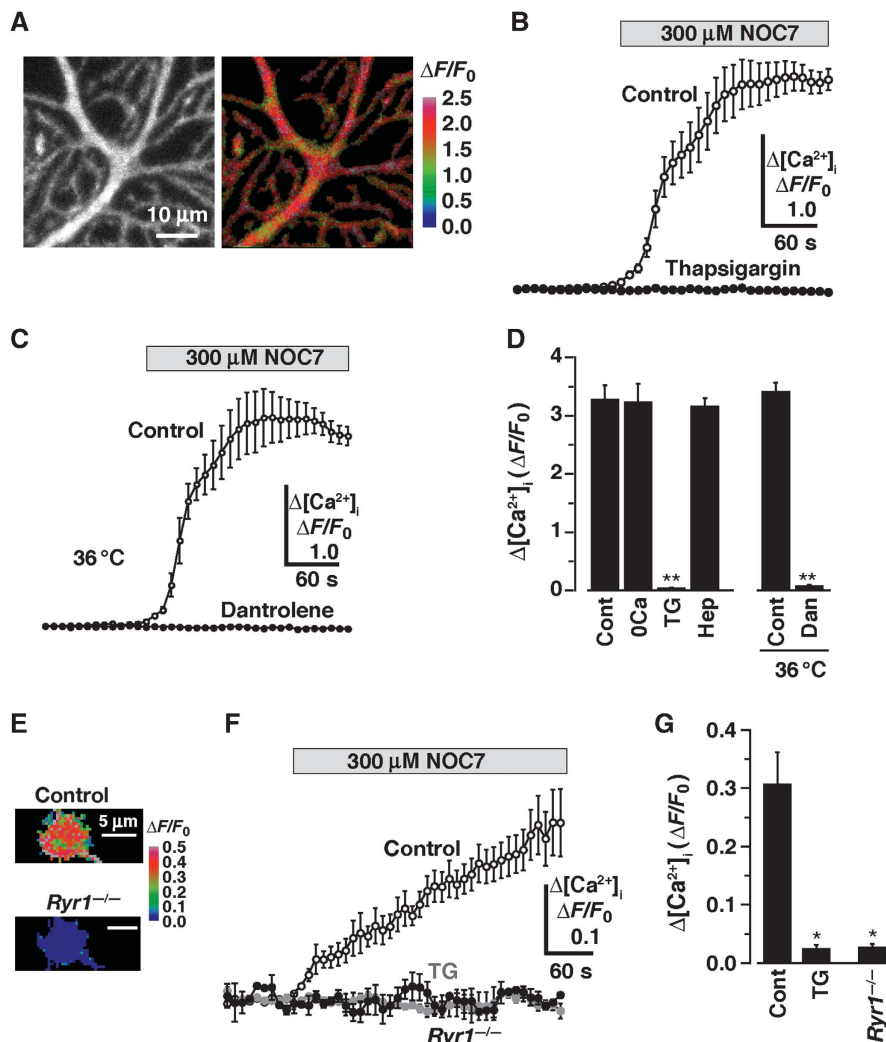 A
10 μm
ΔF/F0
2.5
2.0
1.5
1.0
0.5
0.0
B
300 μM NOC7
Control
Δ[Ca2+]i
ΔF/F0
1.0
60 s
Thapsigargin
C
300 μM NOC7
Control
Δ[Ca2+]i
ΔF/F0
1.0
60 s
36 °C
Dantrolene
D
Δ[Ca2+]i (ΔF/F0)
4
3
2
1
0
** **
Cont 0Ca TG Hep Cont Dan
36 °C
E
Control
5 μm
ΔF/F0
0.5
0.4
0.3
0.2
0.1
0.0
Ryr1−/−
F
300 μM NOC7
Control
Δ[Ca2+]i
ΔF/F0
0.1
60 s
TG
Ryr1−/−
G
Δ[Ca2+]i (ΔF/F0)
0.4
0.3
0.2
0.1
0.0
* *
Cont TG Ryr1−/−